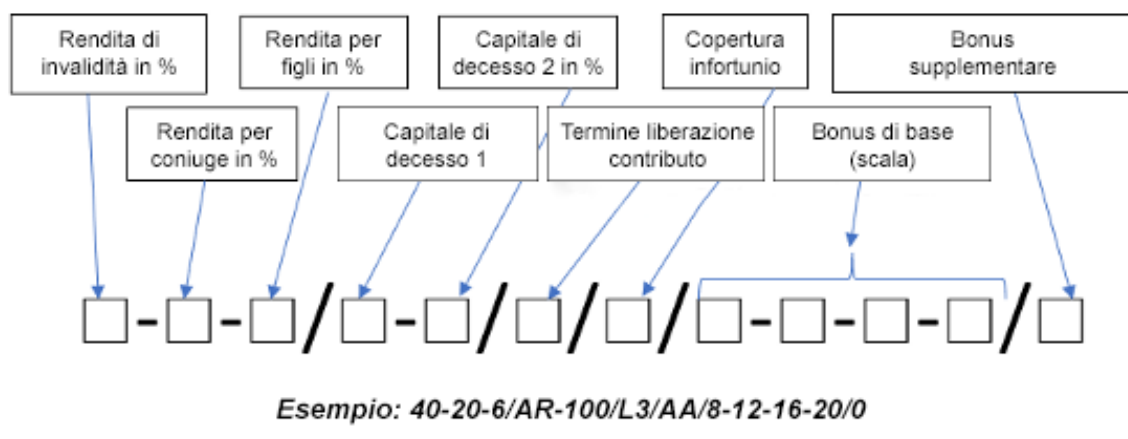 Rendita di
invalidità in %
Rendita per
figli in %
Capitale di
decesso 2 in %
Copertura
infortunio
Bonus
supplementare
Rendita per
coniuge in %
Capitale di
decesso 1
Termine liberazione
contributo
Bonus di base
(scala)
□-□-□/□-□/□/□/□-□-□-□/□
Esempio: 40-20-6/AR-100/L3/AA/8-12-16-20/0